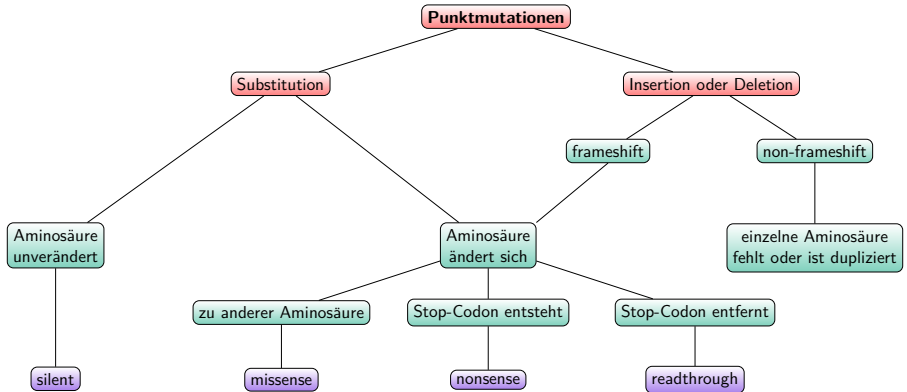 Punktmutationen
Substitution
Insertion oder Deletion
frameshift
non-frameshift
Aminosäure
unverändert
Aminosäure
ändert sich
einzelne Aminosäure
fehlt oder ist dupliziert
zu anderer Aminosäure
Stop-Codon entsteht
Stop-Codon entfernt
silent
missense
nonsense
readthrough